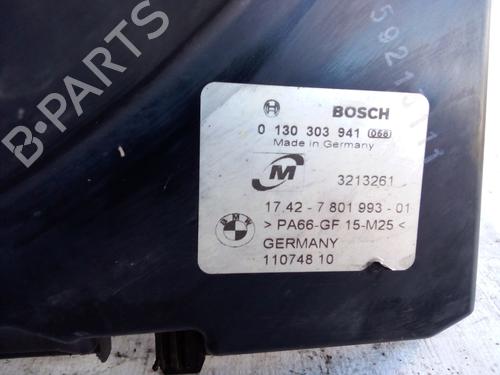 B-Parts
BOSCH
0 130 303 941 068
Made in Germany
M
3213261
17.42 - 7 801 993 - 01
BMW
> PA66-GF 15-M25 <
GERMANY
110748 10